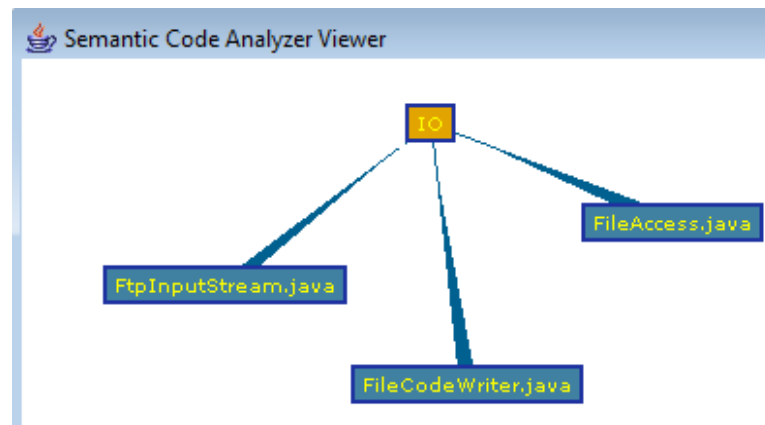 Semantic Code Analyzer Viewer
IO
FileAccess.java
FtpInputStream.java
FileCodeWriter.java